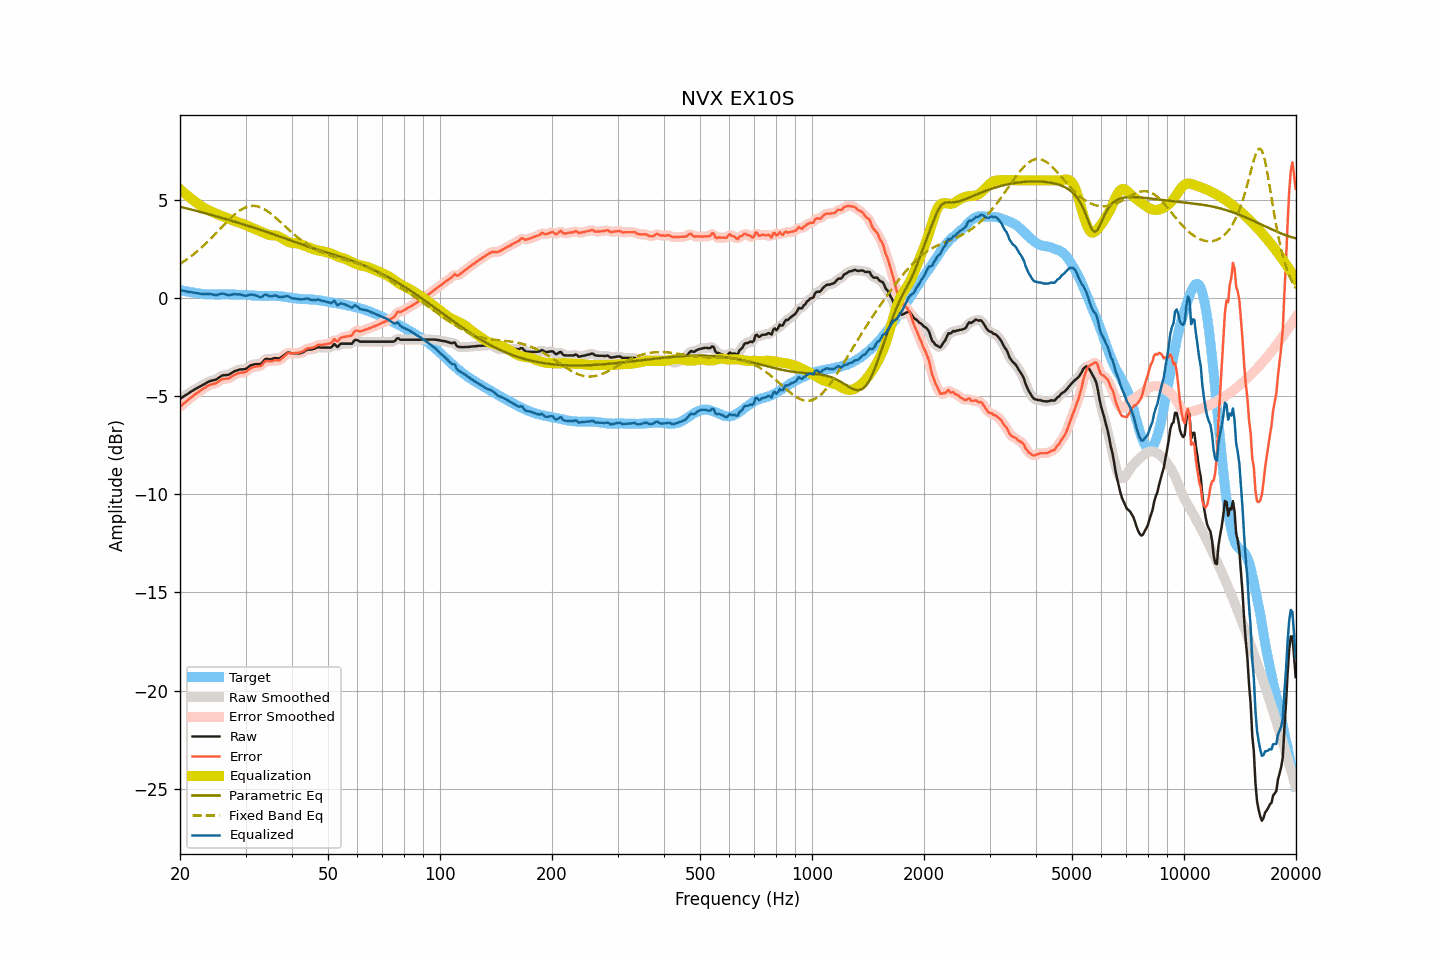 NVX EX10S
Amplitude (dBr)
5
0
−5
−10
−15
−20
−25
Target
Raw Smoothed
Error Smoothed
Raw
Error
Equalization
Parametric Eq
Fixed Band Eq
Equalized
20 50 100 200 500 1000 2000 5000 10000 20000
Frequency (Hz)